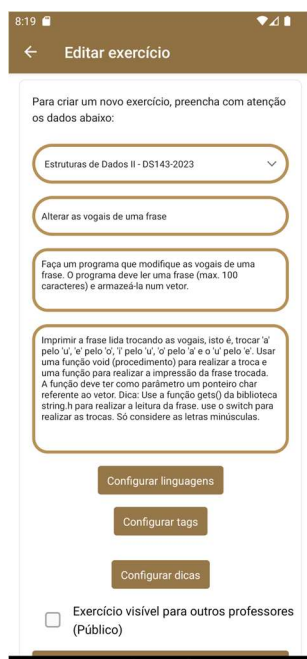 8:19
Editar exercício
Para criar um novo exercício, preencha com atenção
os dados abaixo:
Estruturas de Dados II - DS143-2023
Alterar as vogais de uma frase
Faça um programa que modifique as vogais de uma
frase. O programa deve ler uma frase (max. 100
caracteres) e armazeá-la num vetor.
Imprimir a frase lida trocando as vogais, isto é, trocar 'a'
pelo 'u', 'e' pelo 'o', 'i' pelo 'u', 'o' pelo 'a' e o 'u' pelo 'e'. Usar
uma função void (procedimento) para realizar a troca e
uma função para realizar a impressão da frase trocada.
A função deve ter como parâmetro um ponteiro char
referente ao vetor. Dica: Use a função gets() da biblioteca
string.h para realizar a leitura da frase. use o switch para
realizar as trocas. Só considere as letras minúsculas.
Configurar linguagens
Configurar tags
Configurar dicas
Exercício visível para outros professores
(Público)